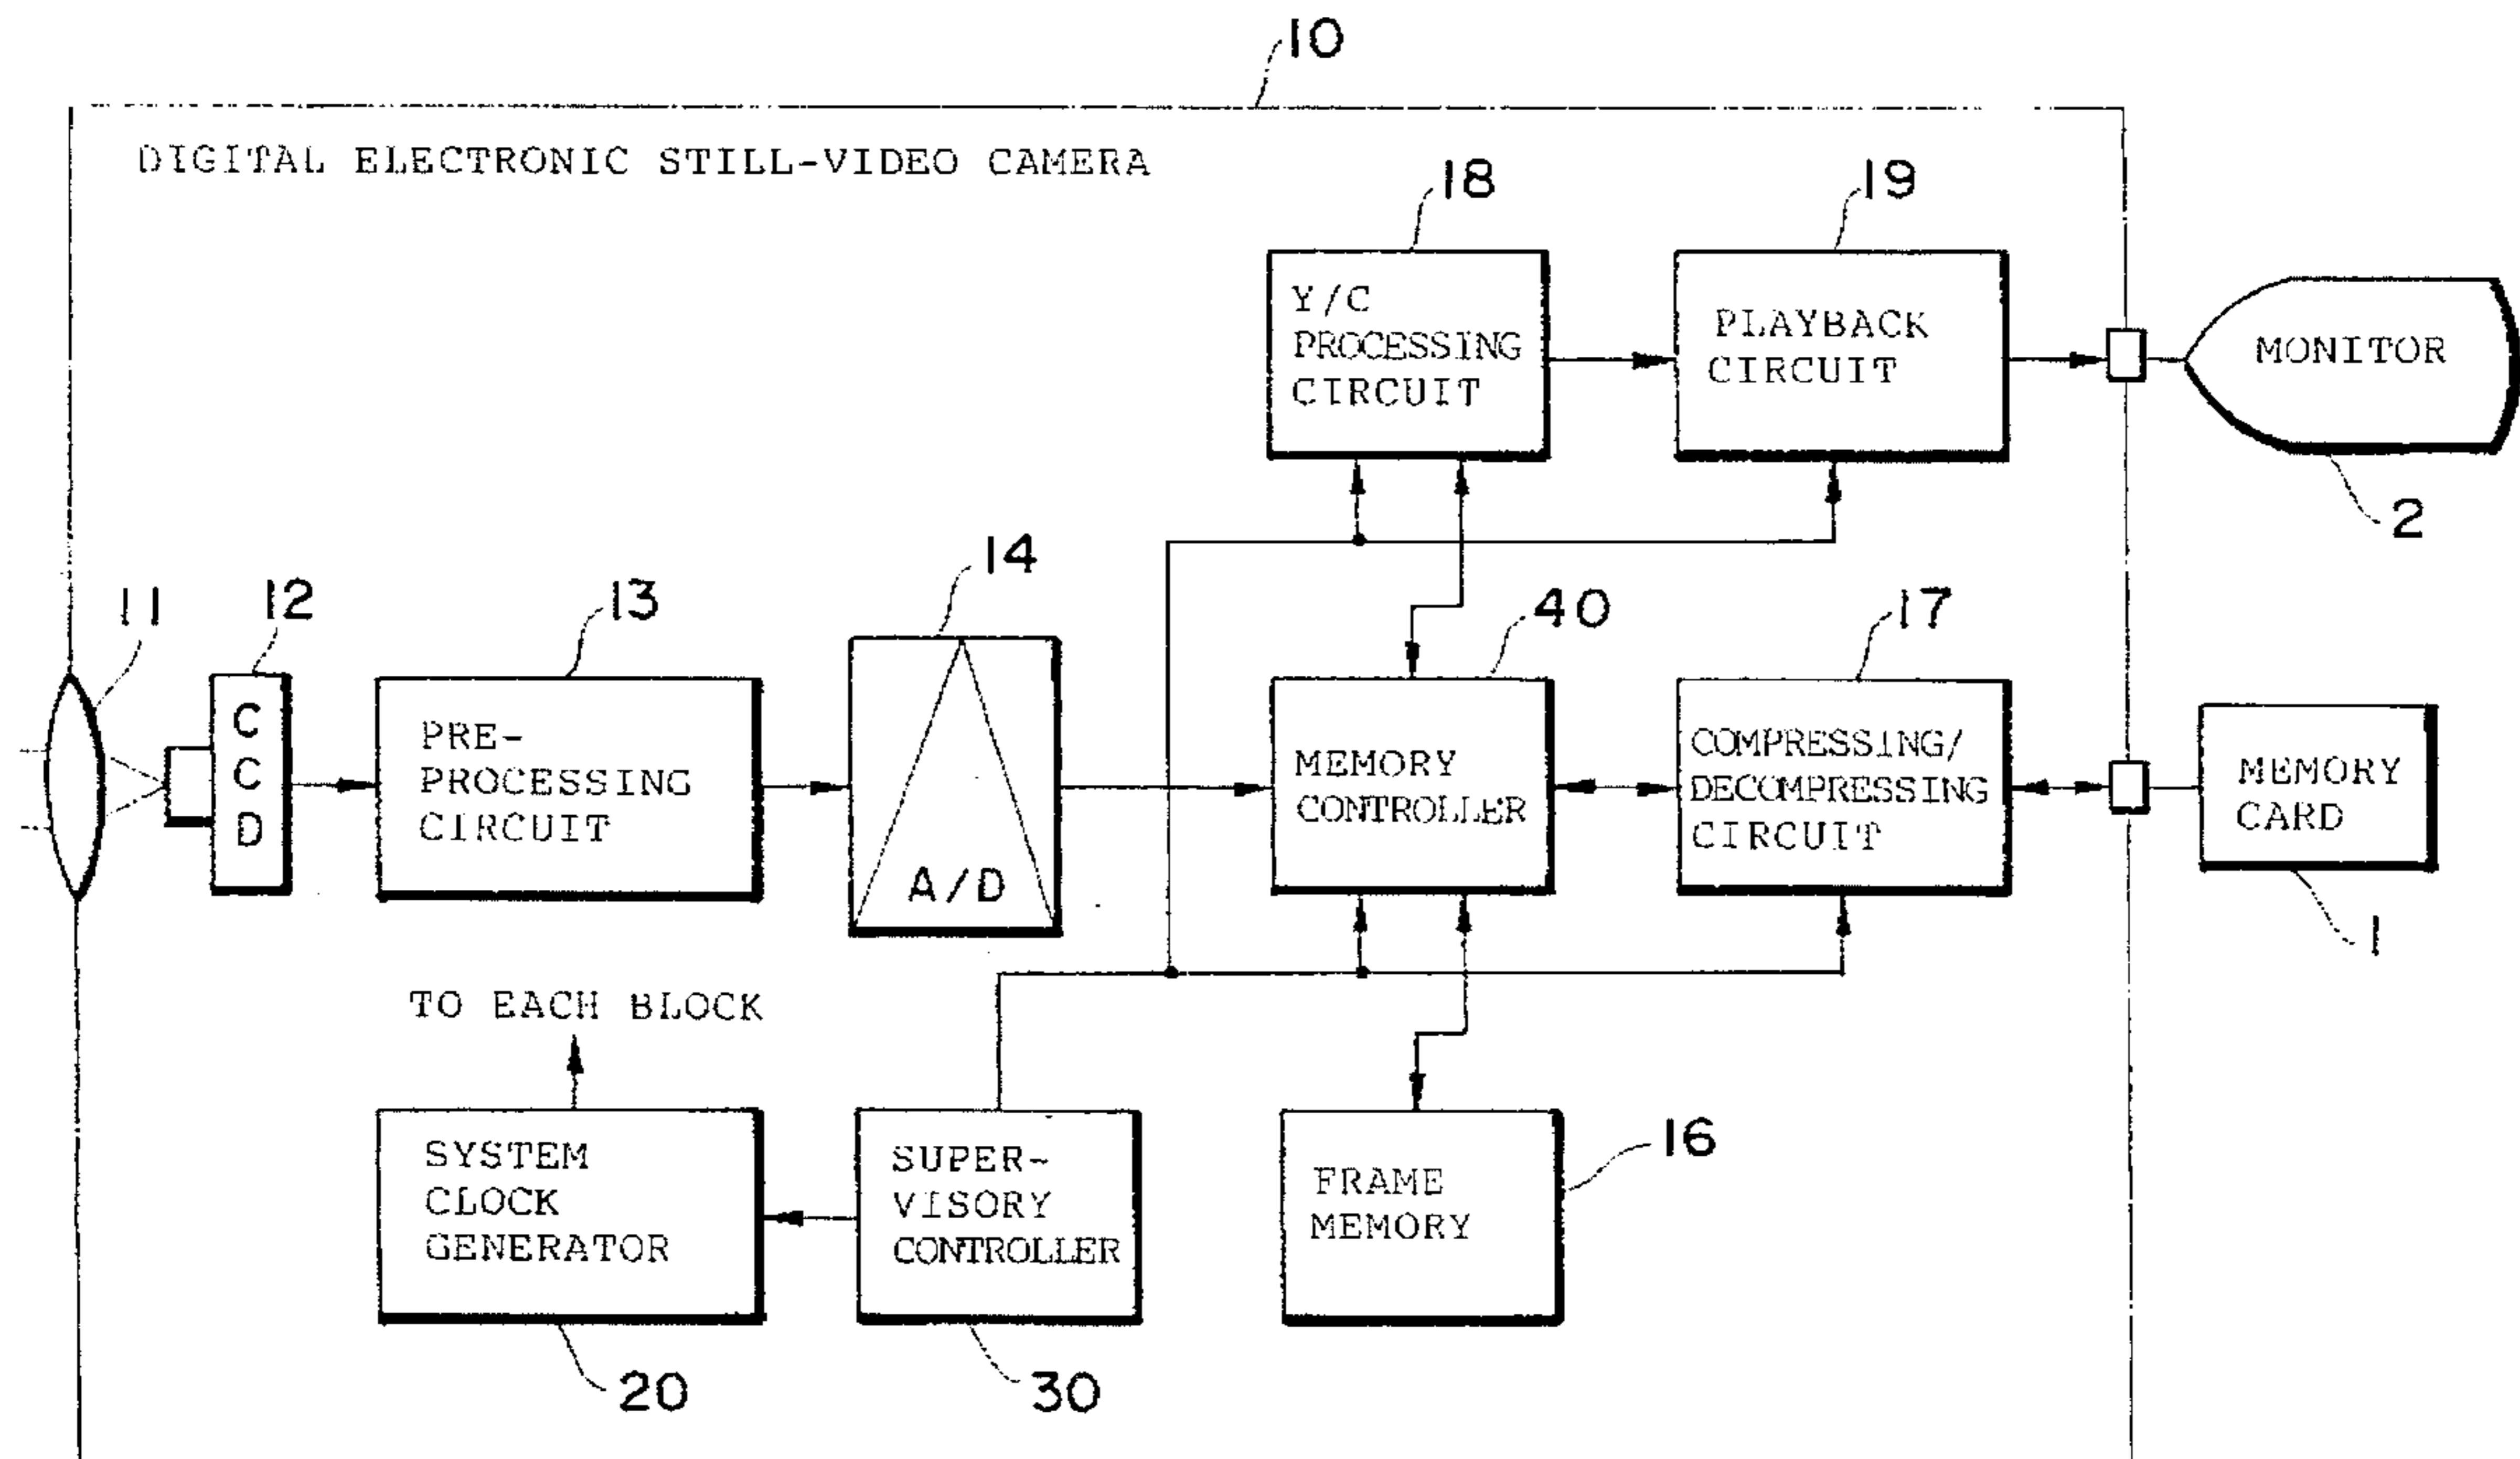 10
DIGITAL ELECTRONIC STILL-VIDEO CAMERA
18
19
Y/C
PROCESSING
CIRCUIT
PLAYBACK
CIRCUIT
MONITOR
2
11
12
13
14
40
17
C
C
D
PRE-
PROCESSING
CIRCUIT
A/D
MEMORY
CONTROLLER
COMPRESSING/
DECOMPRESSING
CIRCUIT
MEMORY
CARD
1
TO EACH BLOCK
SYSTEM
CLOCK
GENERATOR
20
SUPER-
VISORY
CONTROLLER
30
FRAME
MEMORY
16